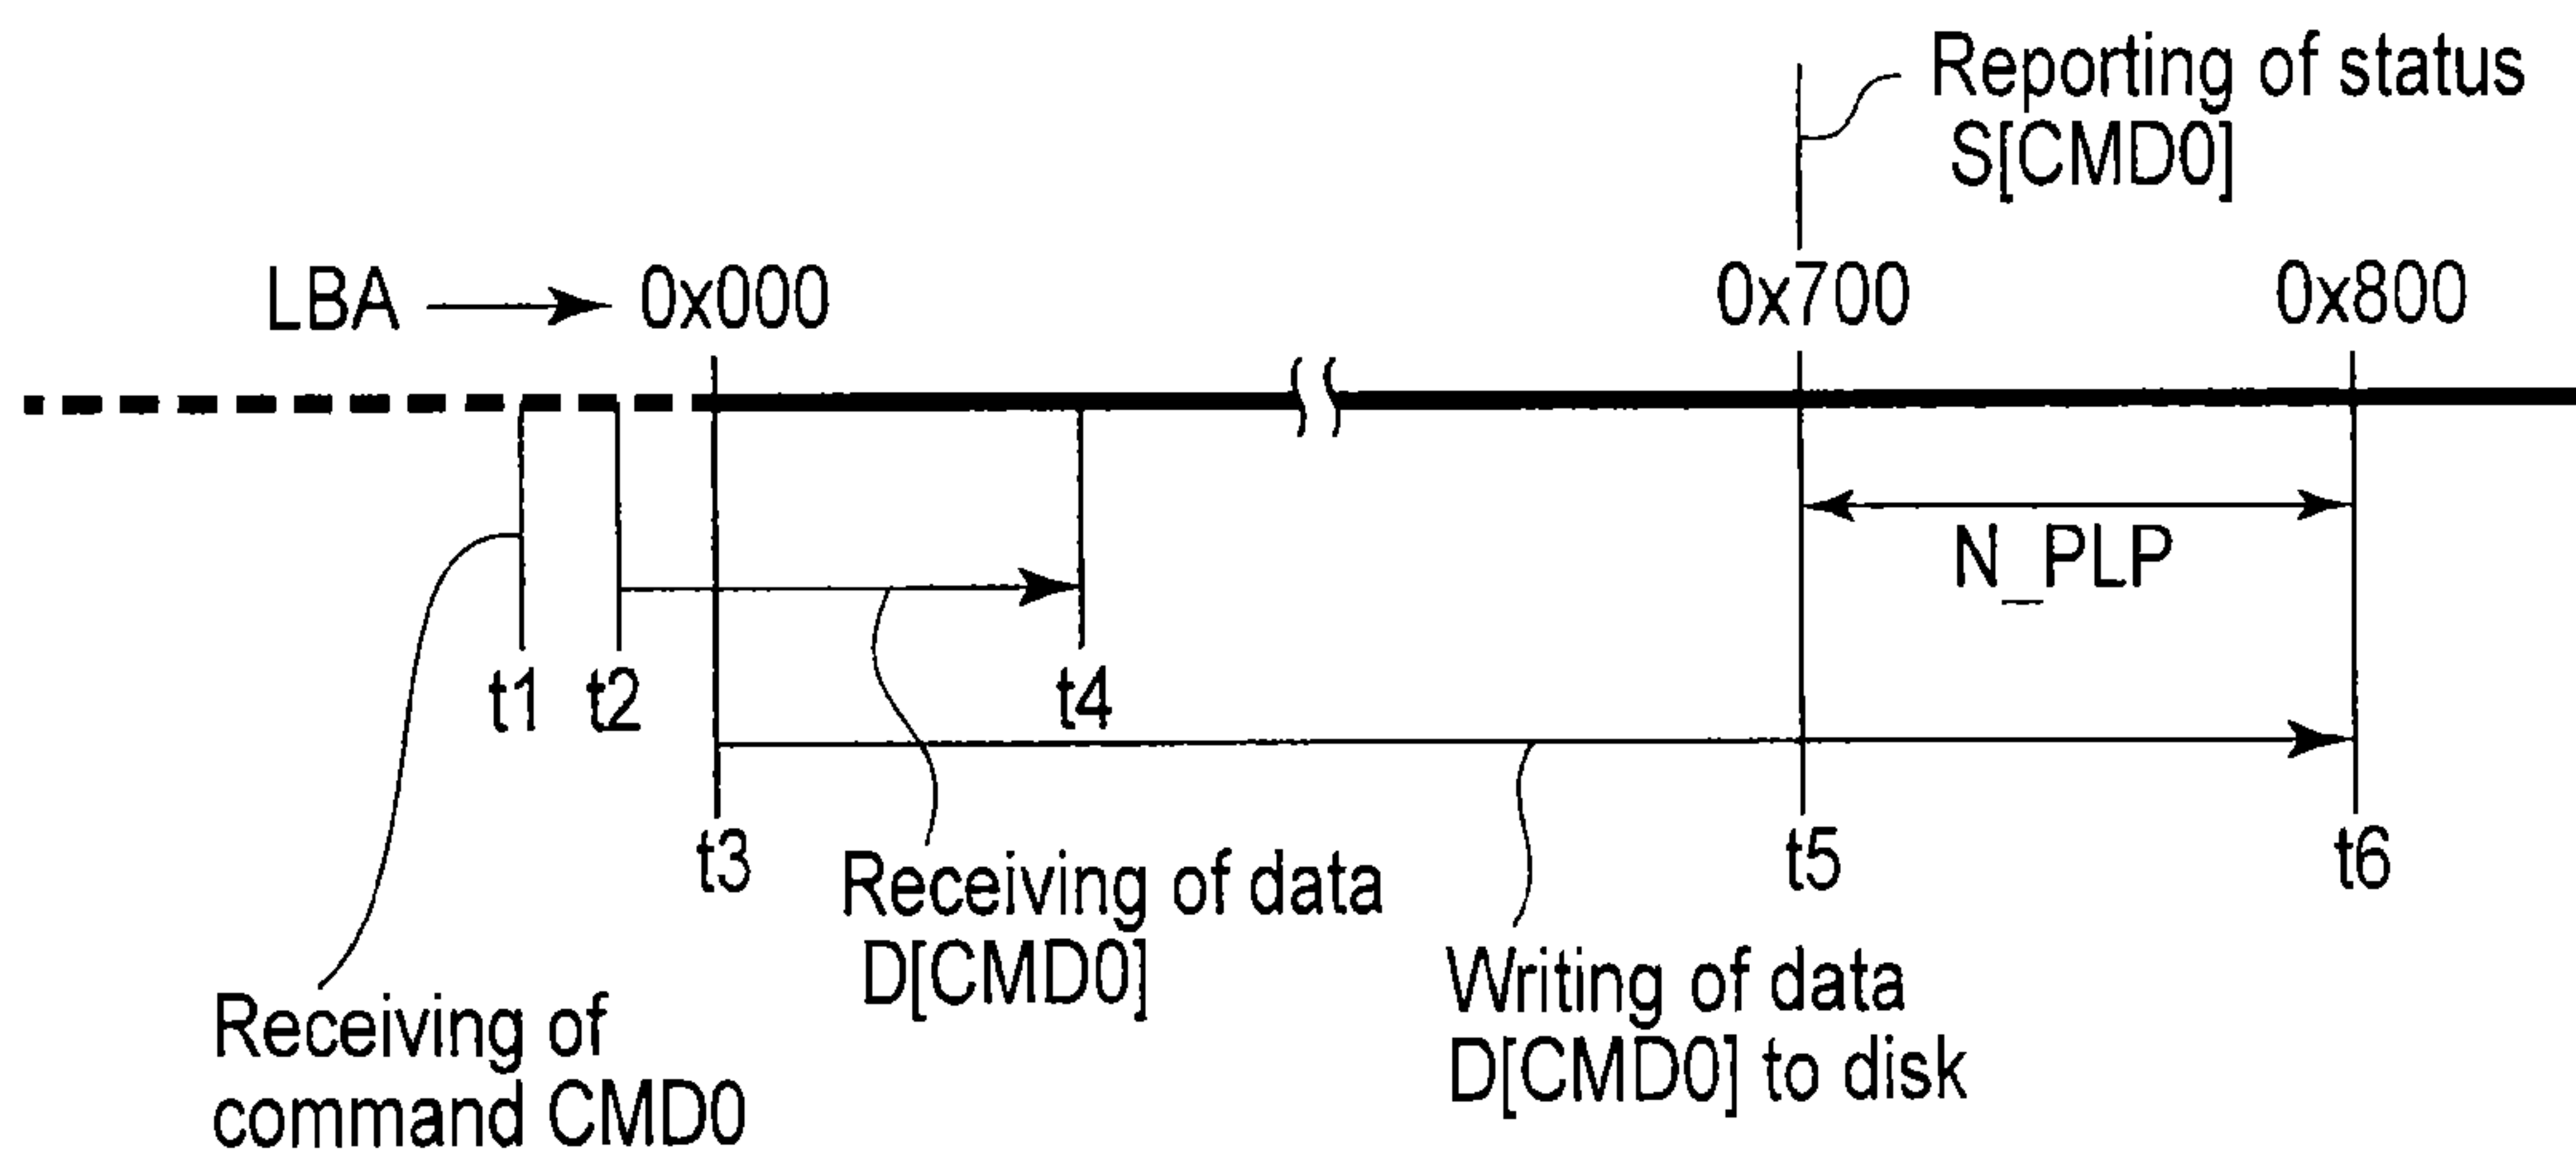 Reporting of status
S[CMD0]
LBA 0x000 0x700 0x800
N_PLP
t1 t2 t4
t3 t5 t6
Receiving of data
D[CMD0]
Writing of data
D[CMD0] to disk
Receiving of
command CMD0